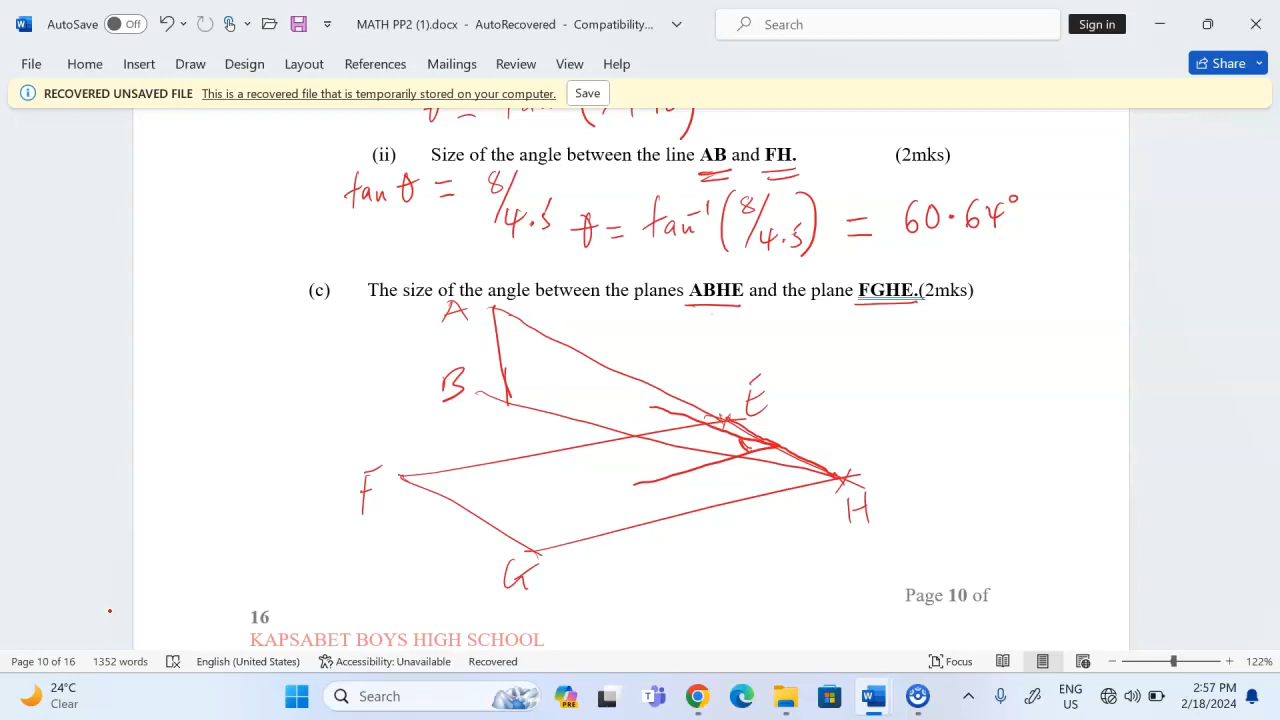 AutoSave Off MATH PP2 (1).docx - AutoRecovered - Compatibility... Search Sign in
File Home Insert Draw Design Layout References Mailings Review View Help Share
RECOVERED UNSAVED FILE This is a recovered file that is temporarily stored on your computer. Save
(ii) Size of the angle between the line AB and FH. (2mks)
tan θ = 8/4.5 θ = tan⁻¹ (8/4.5) = 60.64°
(c) The size of the angle between the planes ABHE and the plane FGHE.(2mks)
A
B
E
F
H
G
Page 10 of
16
KAPSABET BOYS HIGH SCHOOL
Page 10 of 16 1352 words English (United States) Accessibility: Unavailable Recovered Focus 122%
24°C
Clear
Search
PRE
ENG
US
2:57 PM
2/18/2024